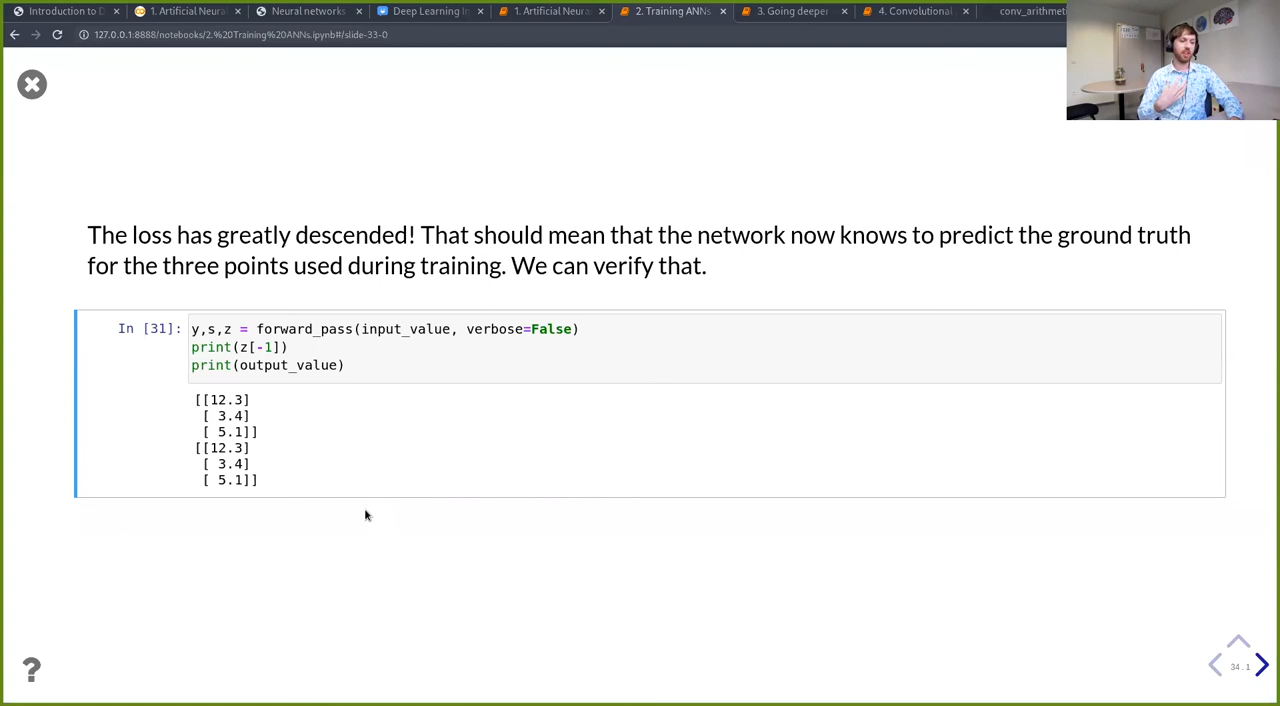 Introduction to D
1. Artificial Neura
Neural networks
Deep Learning In
1. Artificial Neura
2. Training ANNs
3. Going deeper
4. Convolutional
conv_arithmet
127.0.0.1:8888/notebooks/2.%20Training%20ANNs.ipynb#/slide-33-0
The loss has greatly descended! That should mean that the network now knows to predict the ground truth
for the three points used during training. We can verify that.
In [31]: y,s,z = forward_pass(input_value, verbose=False)
print(z[-1])
print(output_value)
[[12.3]
[ 3.4]
[ 5.1]]
[[12.3]
[ 3.4]
[ 5.1]]
?
34.1